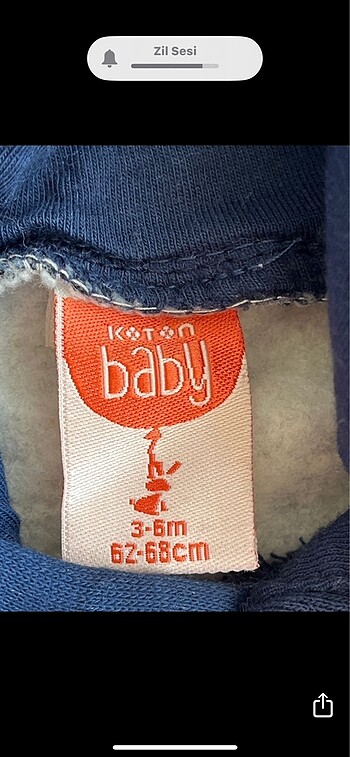 Zil Sesi
KOTON
baby
3-6m
62-68cm